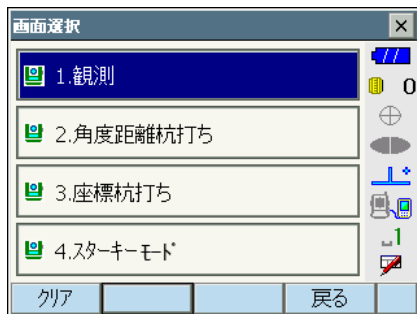 画面選択
1.観測
0
2.角度距離杭打ち
3.座標杭打ち
4.スターキーモード
1
クリア
戻る